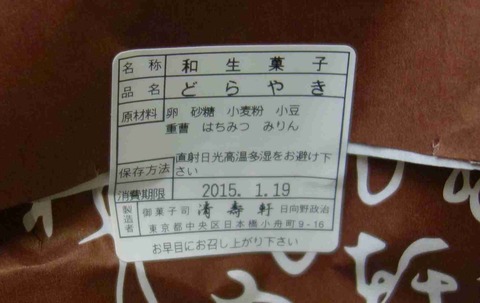 名称 和生菓子
品名 どらやき
原材料 卵 砂糖 小麦粉 小豆
重曹 はちみつ みりん
保存方法 直射日光高温多湿をお避け下
さい
消費期限 2015. 1.19
製造者 御菓子司 清寿軒 日向野政治
東京都中央区日本橋小舟町9-16
お早目にお召し上がり下さい